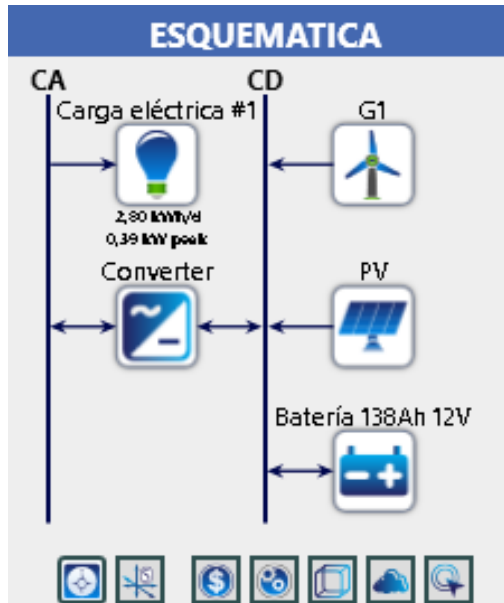 ESQUEMATICA
CA CD
Carga eléctrica #1 G1
2,80 kWh/d
0,39 kW peak
Converter PV
Batería 138Ah 12V